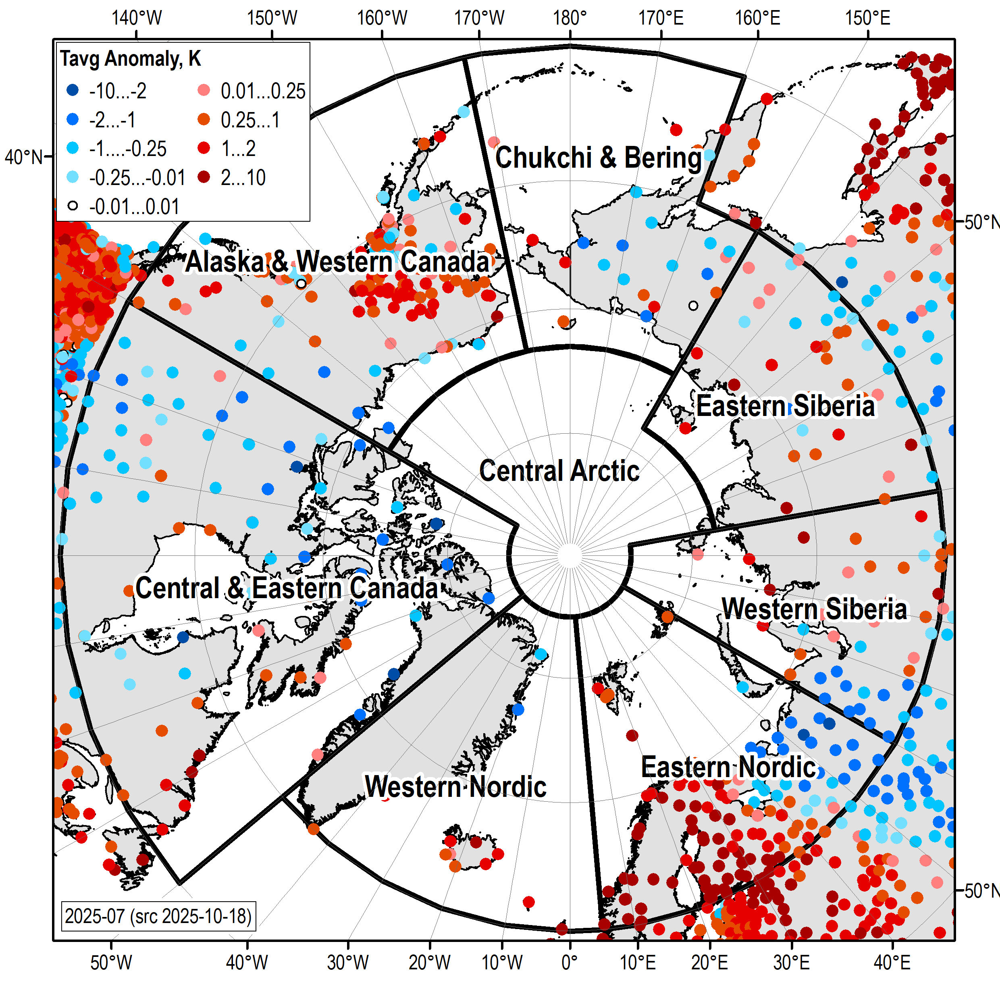 140°W 150°W 160°W 170°W 180° 170°E 160°E 150°E
Tavg Anomaly, K
-10...-2 0.01...0.25
-2...-1 0.25...1
-1....-0.25 1...2
-0.25...-0.01 2...10
-0.01...0.01
40°N
50°N
Chukchi & Bering
Alaska & Western Canada
Eastern Siberia
Central Arctic
Central & Eastern Canada
Western Siberia
Eastern Nordic
Western Nordic
50°N
2025-07 (src 2025-10-18)
50°W 40°W 30°W 20°W 10°W 0° 10°E 20°E 30°E 40°E